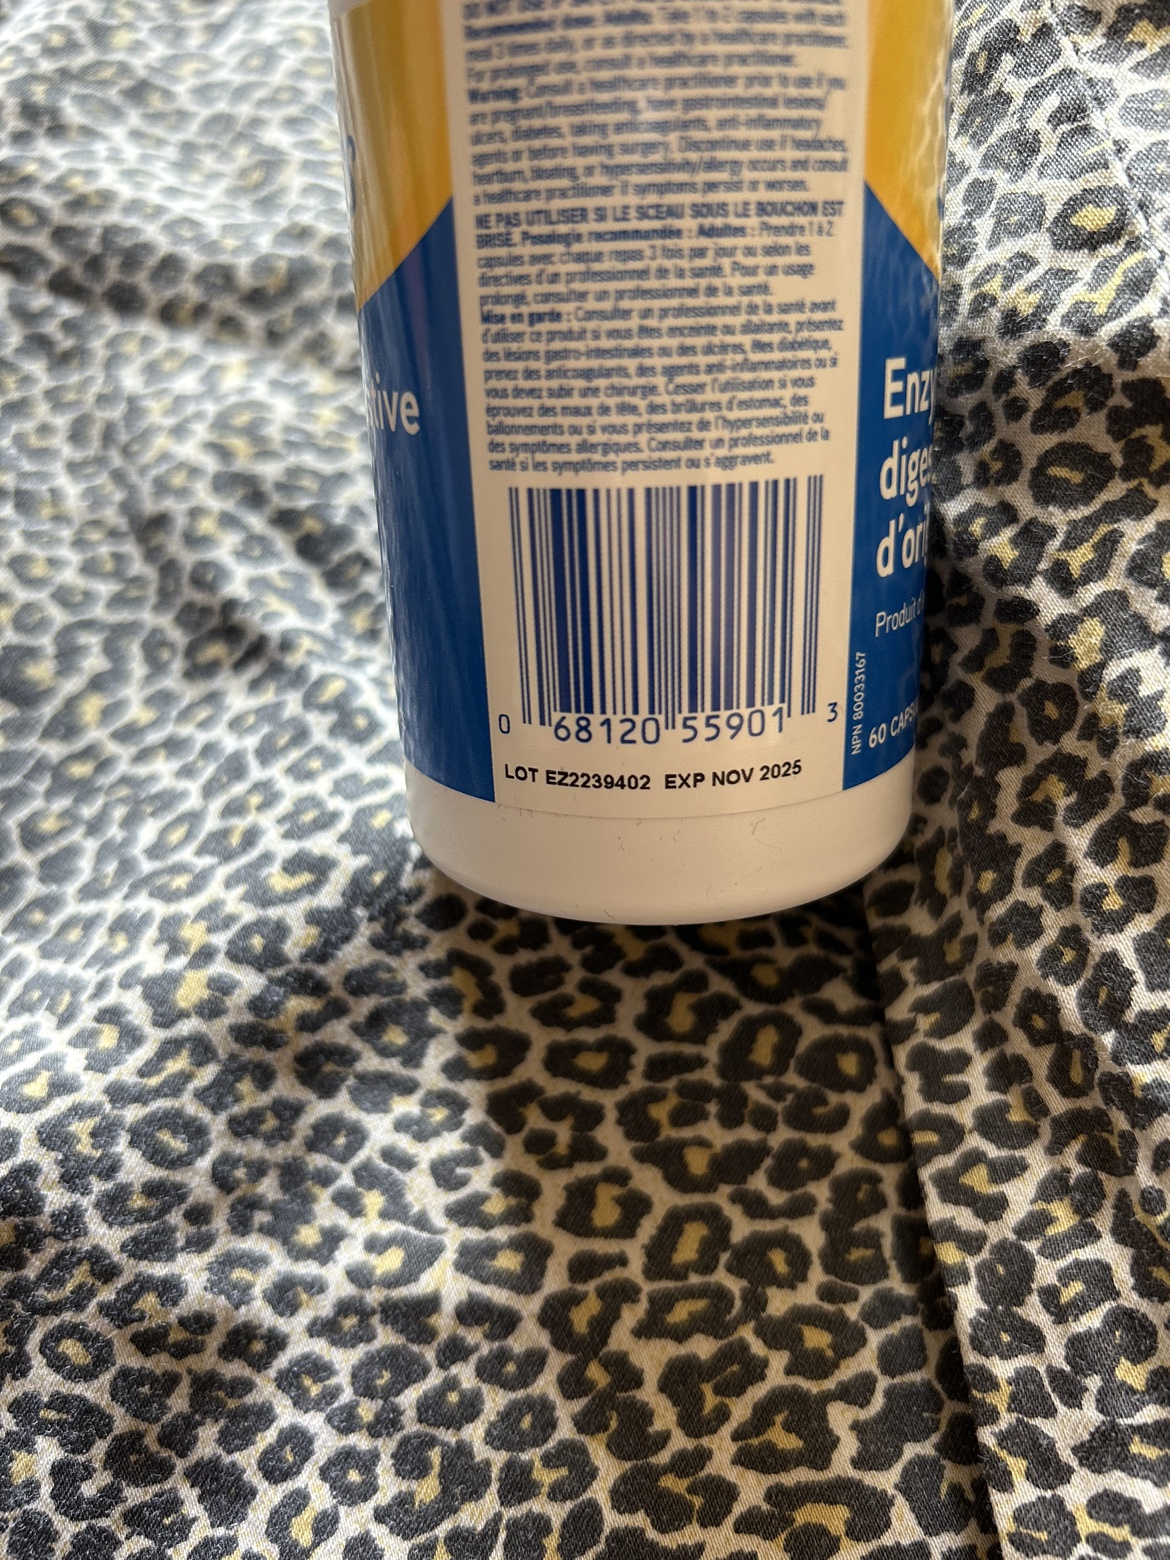 Recommended dose: Adults: Take 1 to 2 capsules with each
meal 3 times daily, or as directed by a healthcare practitioner.
For prolonged use, consult a healthcare practitioner.
Warning: Consult a healthcare practitioner prior to use if you
are pregnant/breastfeeding, have gastrointestinal lesions/
ulcers, diabetes, taking anticoagulants, anti-inflammatory
agents or before having surgery. Discontinue use if headaches,
heartburn, bloating, or hypersensitivity/allergy occurs and consult
a healthcare practitioner if symptoms persist or worsen.
NE PAS UTILISER SI LE SCEAU SOUS LE BOUCHON EST
BRISÉ. Posologie recommandée : Adultes : Prendre 1 à 2
capsules avec chaque repas 3 fois par jour ou selon les
directives d'un professionnel de la santé. Pour un usage
prolongé, consulter un professionnel de la santé.
Mise en garde : Consulter un professionnel de la santé avant
d'utiliser ce produit si vous êtes enceinte ou allaitante, présentez
des lésions gastro-intestinales ou des ulcères, êtes diabétique,
prenez des anticoagulants, des agents anti-inflammatoires ou si
vous devez subir une chirurgie. Cesser l'utilisation si vous
éprouvez des maux de tête, des brûlures d'estomac, des
ballonnements ou si vous présentez de l'hypersensibilité ou
des symptômes allergiques. Consulter un professionnel de la
santé si les symptômes persistent ou s'aggravent.
0 68120 55901 3
LOT EZ2239402 EXP NOV 2025
tive
Enzy
diges
d'ori
Produit d
NPN 80033167
60 CAPS